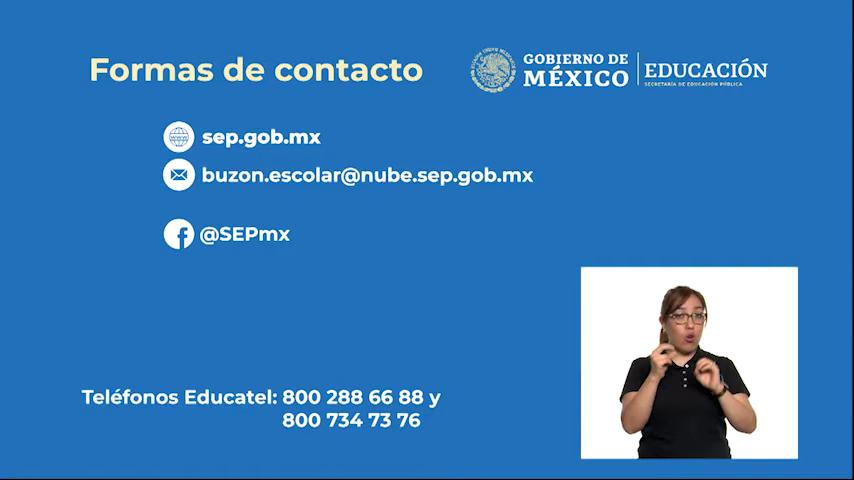 Formas de contacto
GOBIERNO DE
MÉXICO
EDUCACIÓN
SECRETARÍA DE EDUCACIÓN PÚBLICA
www
sep.gob.mx
buzon.escolar@nube.sep.gob.mx
@SEPmx
Teléfonos Educatel: 800 288 66 88 y
800 734 73 76